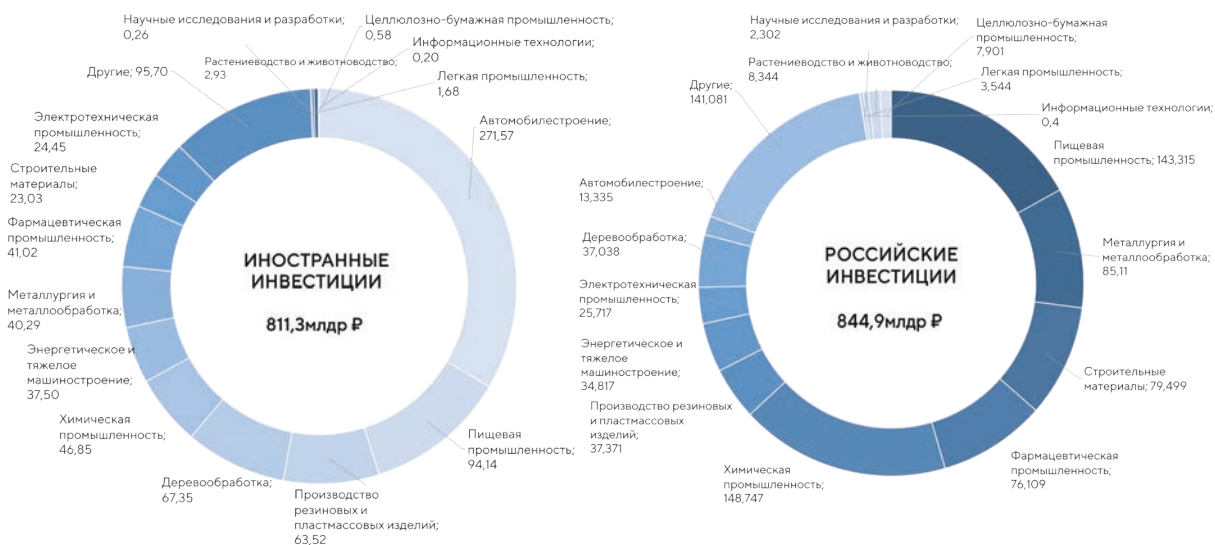 Научные исследования и разработки;
0,26
Целлюлозно-бумажная промышленность;
0,58
Информационные технологии;
0,20
Растениеводство и животноводство;
2,93
Легкая промышленность;
1,68
Другие; 95,70
Автомобилестроение;
271,57
Электротехническая
промышленность;
24,45
Строительные
материалы;
23,03
Фармацевтическая
промышленность;
41,02
Металлургия и
металлообработка;
40,29
Энергетическое и
тяжелое
машиностроение;
37,50
Химическая
промышленность;
46,85
Деревообработка;
67,35
Производство
резиновых и
пластмассовых изделий;
63,52
Пищевая
промышленность;
94,14
ИНОСТРАННЫЕ
ИНВЕСТИЦИИ
811,3млдр ₽
Научные исследования и разработки;
2,302
Целлюлозно-бумажная
промышленность;
7,901
Растениеводство и животноводство;
8,344
Легкая промышленность;
3,544
Другие;
141,081
Информационные технологии;
0,4
Пищевая
промышленность; 143,315
Автомобилестроение;
13,335
Деревообработка;
37,038
Металлургия и
металлообработка;
85,11
Электротехническая
промышленность;
25,717
Энергетическое и
тяжелое
машиностроение;
34,817
Строительные
материалы; 79,499
Производство резиновых
и пластмассовых
изделий;
37,371
Фармацевтическая
промышленность;
76,109
Химическая
промышленность;
148,747
РОССИЙСКИЕ
ИНВЕСТИЦИИ
844,9млдр ₽